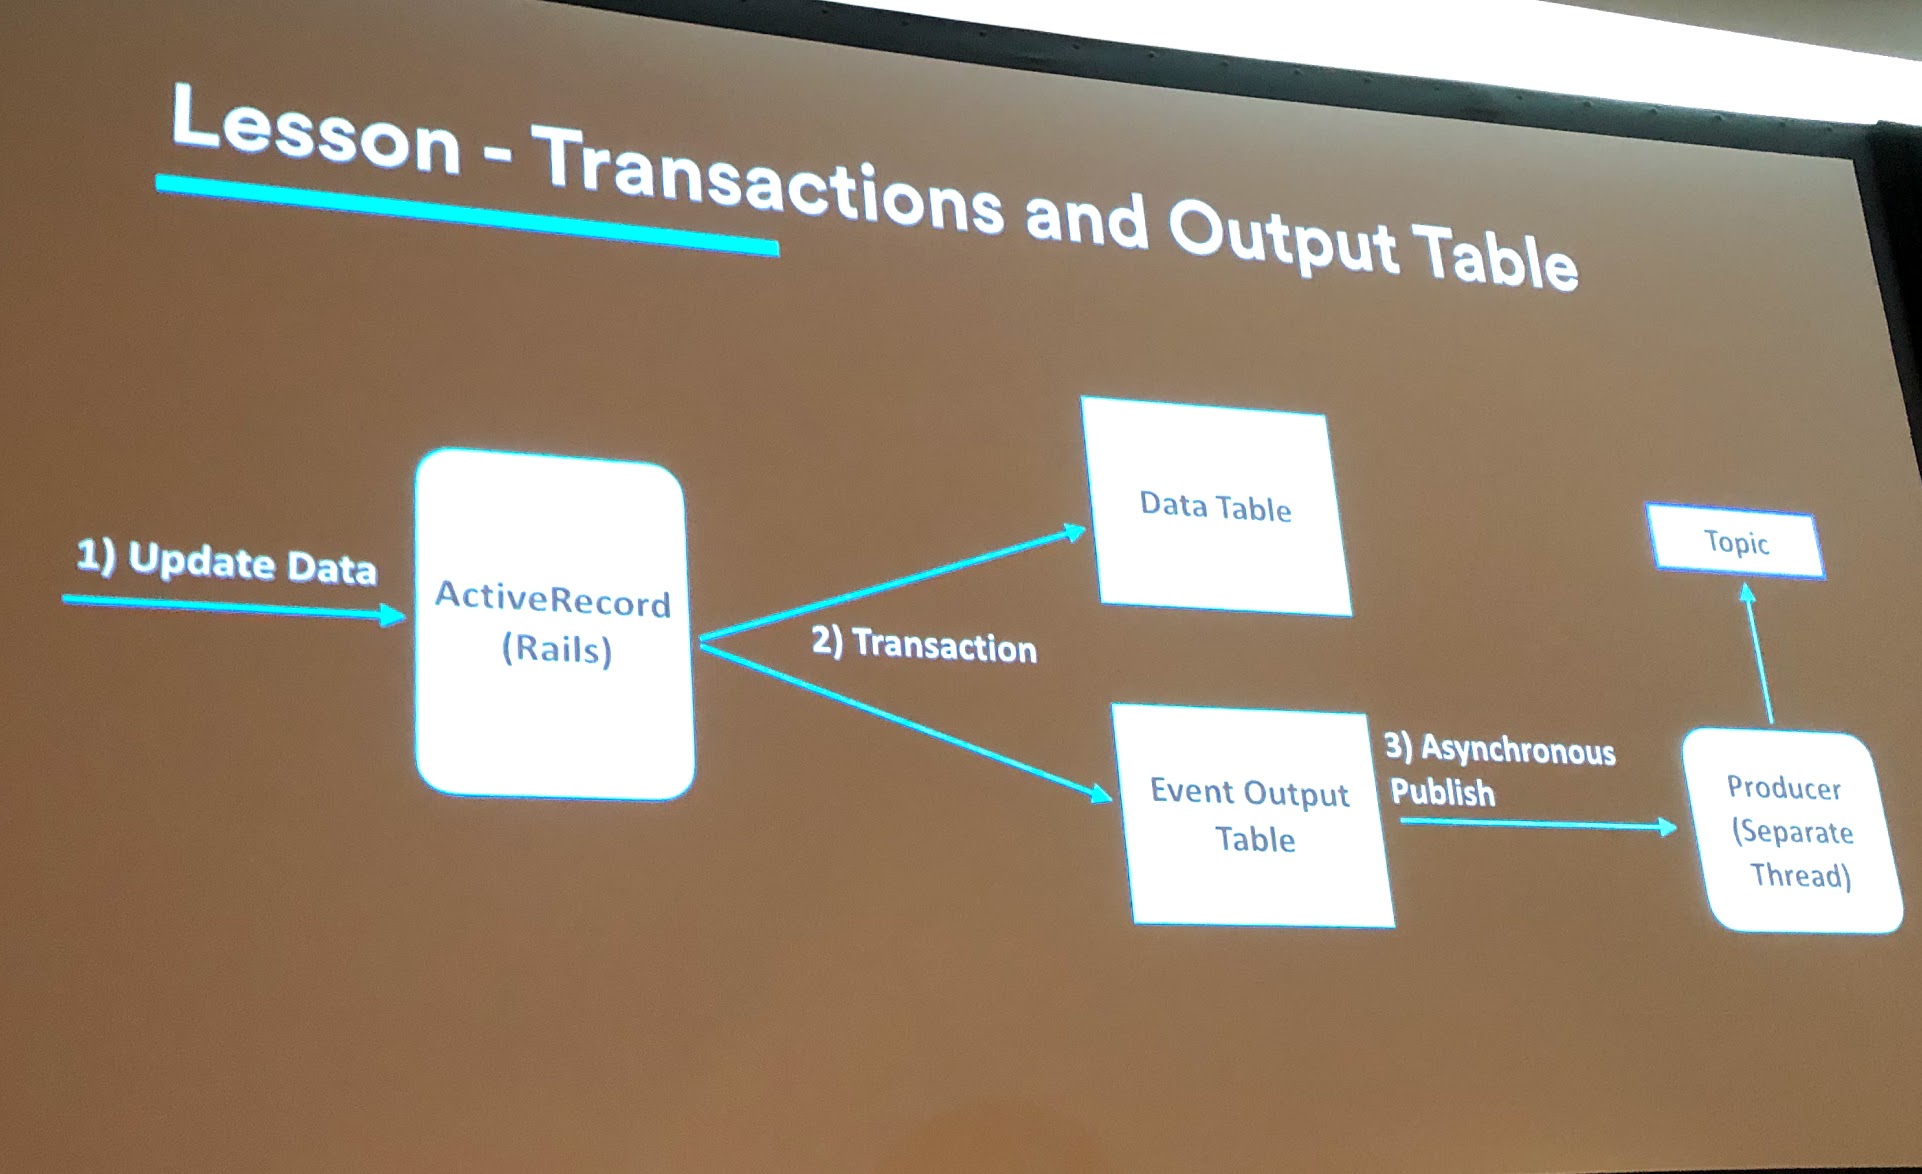 Lesson - Transactions and Output Table
1) Update Data
ActiveRecord
(Rails)
2) Transaction
Data Table
Event Output
Table
3) Asynchronous
Publish
Topic
Producer
(Separate
Thread)